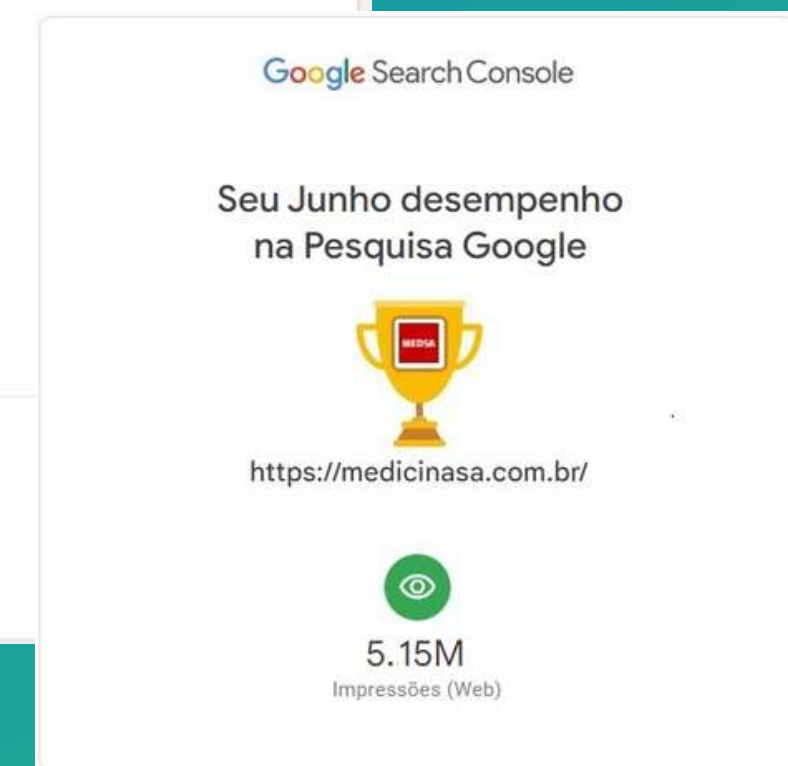 Google Search Console
Seu Junho desempenho
na Pesquisa Google
MEDSA
https://medicinasa.com.br/
5.15M
Impressões (Web)